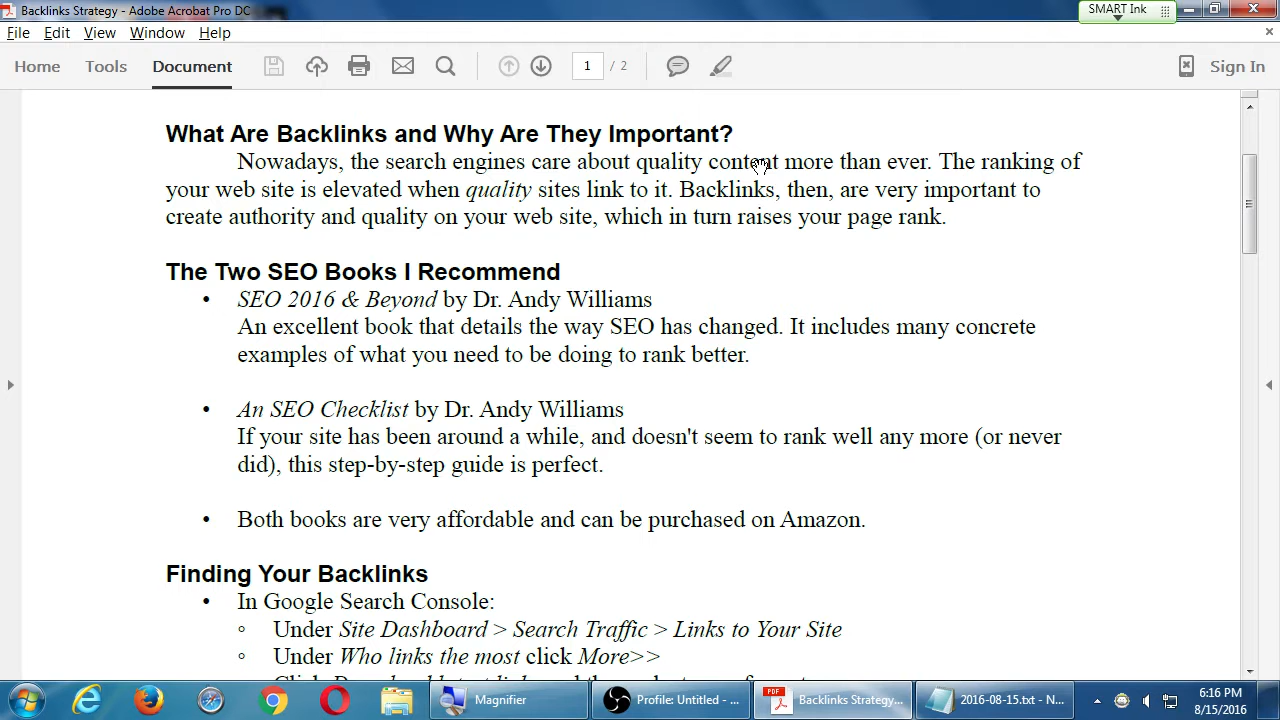 Backlinks Strategy - Adobe Acrobat Pro DC
SMART Ink
File Edit View Window Help
Home Tools Document
1 / 2
Sign In
What Are Backlinks and Why Are They Important?
Nowadays, the search engines care about quality content more than ever. The ranking of
your web site is elevated when quality sites link to it. Backlinks, then, are very important to
create authority and quality on your web site, which in turn raises your page rank.
The Two SEO Books I Recommend
• SEO 2016 & Beyond by Dr. Andy Williams
An excellent book that details the way SEO has changed. It includes many concrete
examples of what you need to be doing to rank better.
• An SEO Checklist by Dr. Andy Williams
If your site has been around a while, and doesn't seem to rank well any more (or never
did), this step-by-step guide is perfect.
• Both books are very affordable and can be purchased on Amazon.
Finding Your Backlinks
• In Google Search Console:
◦ Under Site Dashboard > Search Traffic > Links to Your Site
◦ Under Who links the most click More>>
Magnifier
Profile: Untitled - ...
PDF
Backlinks Strategy...
2016-08-15.txt - N...
6:16 PM
8/15/2016